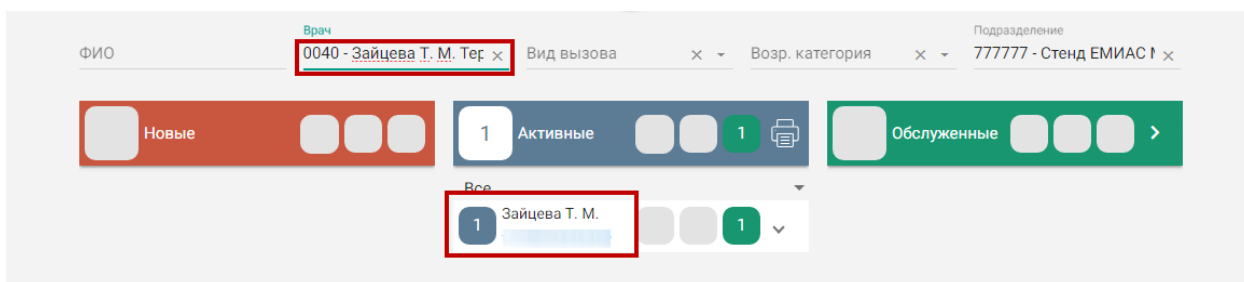 Врач
Подразделение
ФИО
0040 - Зайцева Т. М. Тер
Вид вызова
Возр. категория
777777 - Стенд ЕМИАС
Новые
1 Активные 1
Обслуженные
Все
1 Зайцева Т. М. 1